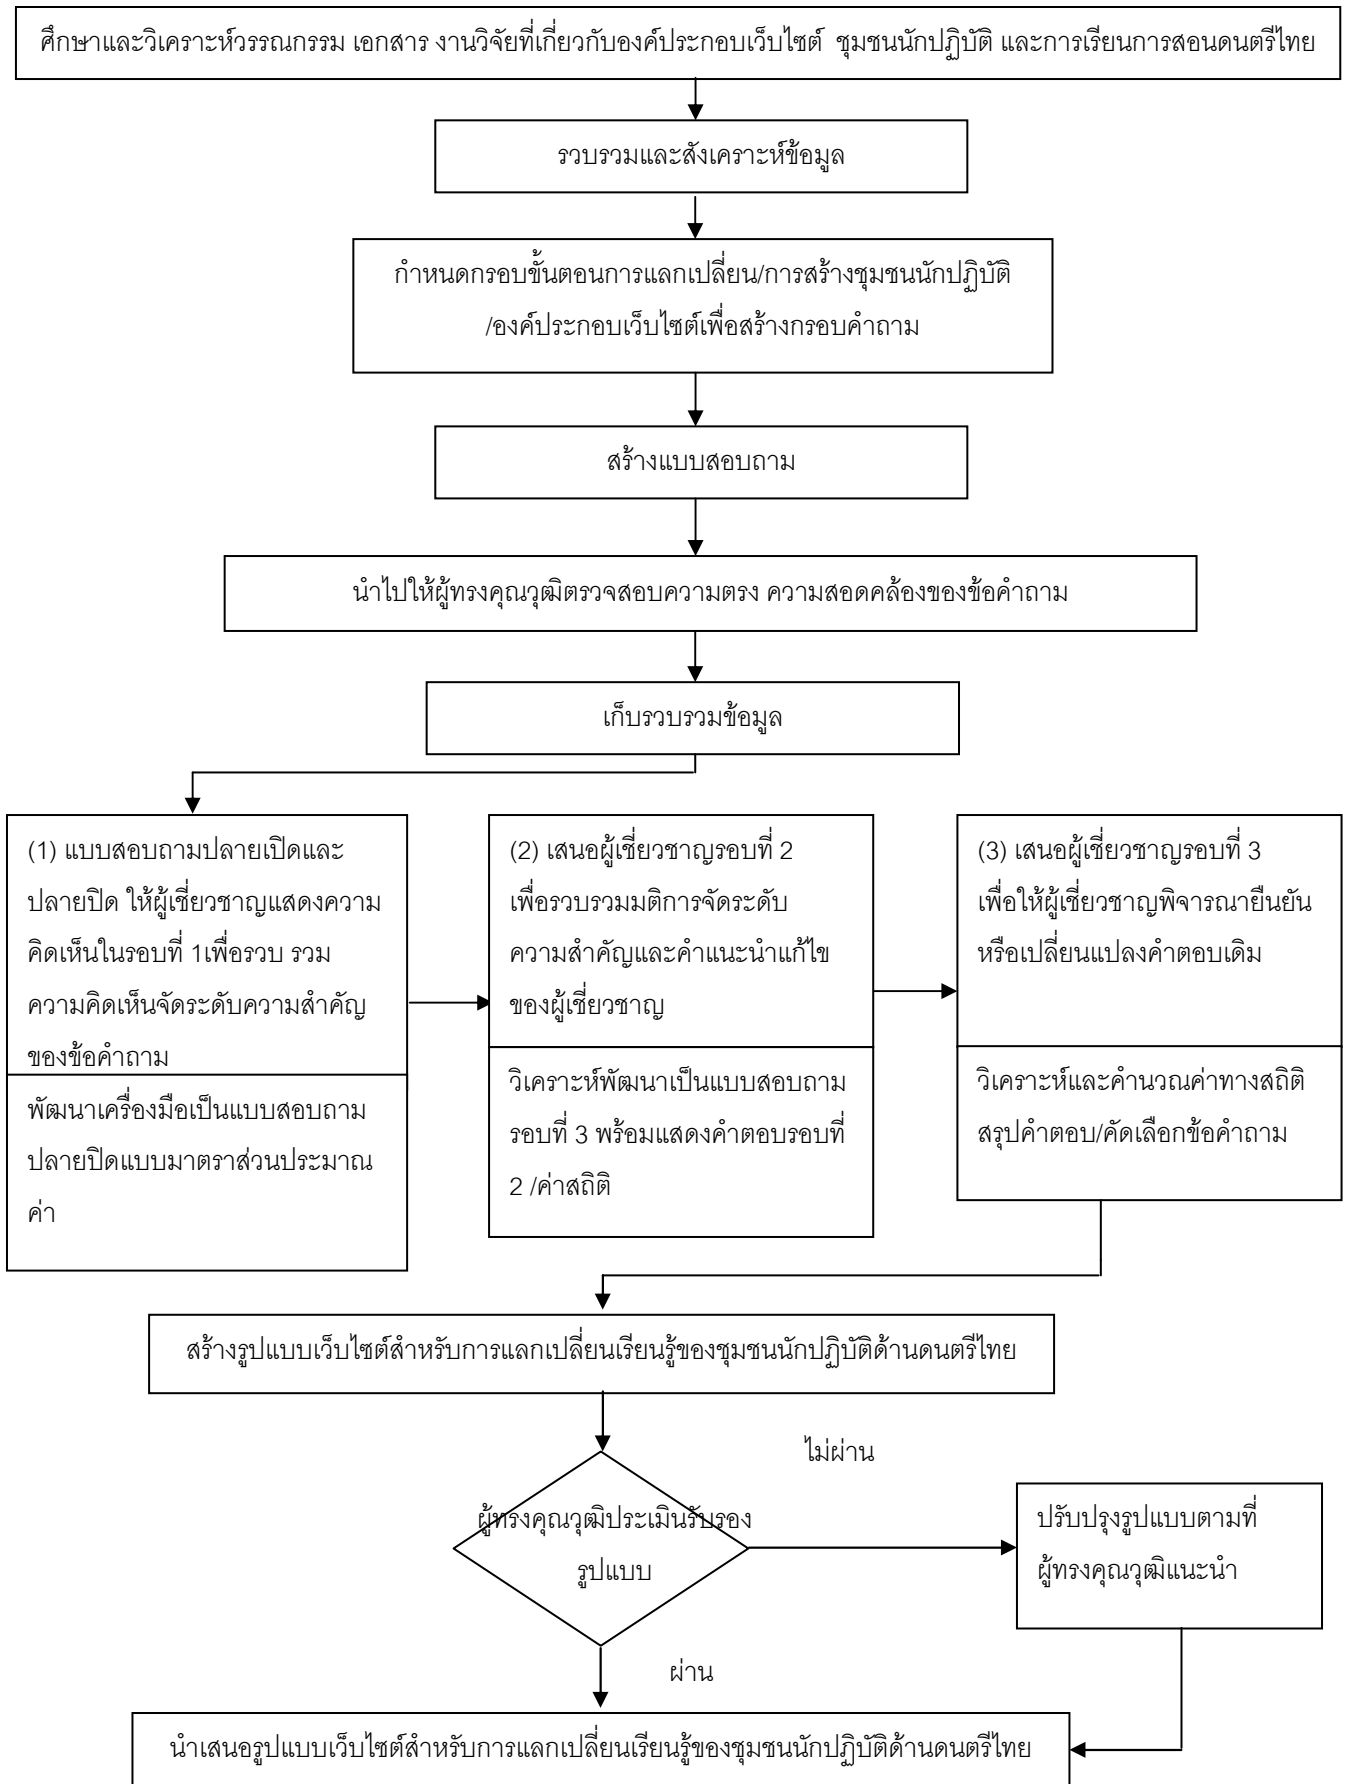 ศึกษาและวิเคราะห์วรรณกรรม เอกสาร งานวิจัยที่เกี่ยวกับองค์ประกอบเว็บไซต์ ชุมชนนักปฏิบัติ และการเรียนการสอนดนตรีไทย
รวบรวมและสังเคราะห์ข้อมูล
กำหนดกรอบขั้นตอนการแลกเปลี่ยน/การสร้างชุมชนนักปฏิบัติ
/องค์ประกอบเว็บไซต์เพื่อสร้างกรอบคำถาม
สร้างแบบสอบถาม
นำไปให้ผู้ทรงคุณวุฒิตรวจสอบความตรง ความสอดคล้องของข้อคำถาม
เก็บรวบรวมข้อมูล
(1) แบบสอบถามปลายเปิดและ
ปลายปิด ให้ผู้เชี่ยวชาญแสดงความ
คิดเห็นในรอบที่ 1เพื่อรวบ รวม
ความคิดเห็นจัดระดับความสำคัญ
ของข้อคำถาม
พัฒนาเครื่องมือเป็นแบบสอบถาม
ปลายปิดแบบมาตราส่วนประมาณ
ค่า
(2) เสนอผู้เชี่ยวชาญรอบที่ 2
เพื่อรวบรวมมติการจัดระดับ
ความสำคัญและคำแนะนำแก้ไข
ของผู้เชี่ยวชาญ
วิเคราะห์พัฒนาเป็นแบบสอบถาม
รอบที่ 3 พร้อมแสดงคำตอบรอบที่
2 /ค่าสถิติ
(3) เสนอผู้เชี่ยวชาญรอบที่ 3
เพื่อให้ผู้เชี่ยวชาญพิจารณายืนยัน
หรือเปลี่ยนแปลงคำตอบเดิม
วิเคราะห์และคำนวณค่าทางสถิติ
สรุปคำตอบ/คัดเลือกข้อคำถาม
สร้างรูปแบบเว็บไซต์สำหรับการแลกเปลี่ยนเรียนรู้ของชุมชนนักปฏิบัติด้านดนตรีไทย
ไม่ผ่าน
ผู้ทรงคุณวุฒิประเมินรับรอง
รูปแบบ
ปรับปรุงรูปแบบตามที่
ผู้ทรงคุณวุฒิแนะนำ
ผ่าน
นำเสนอรูปแบบเว็บไซต์สำหรับการแลกเปลี่ยนเรียนรู้ของชุมชนนักปฏิบัติด้านดนตรีไทย